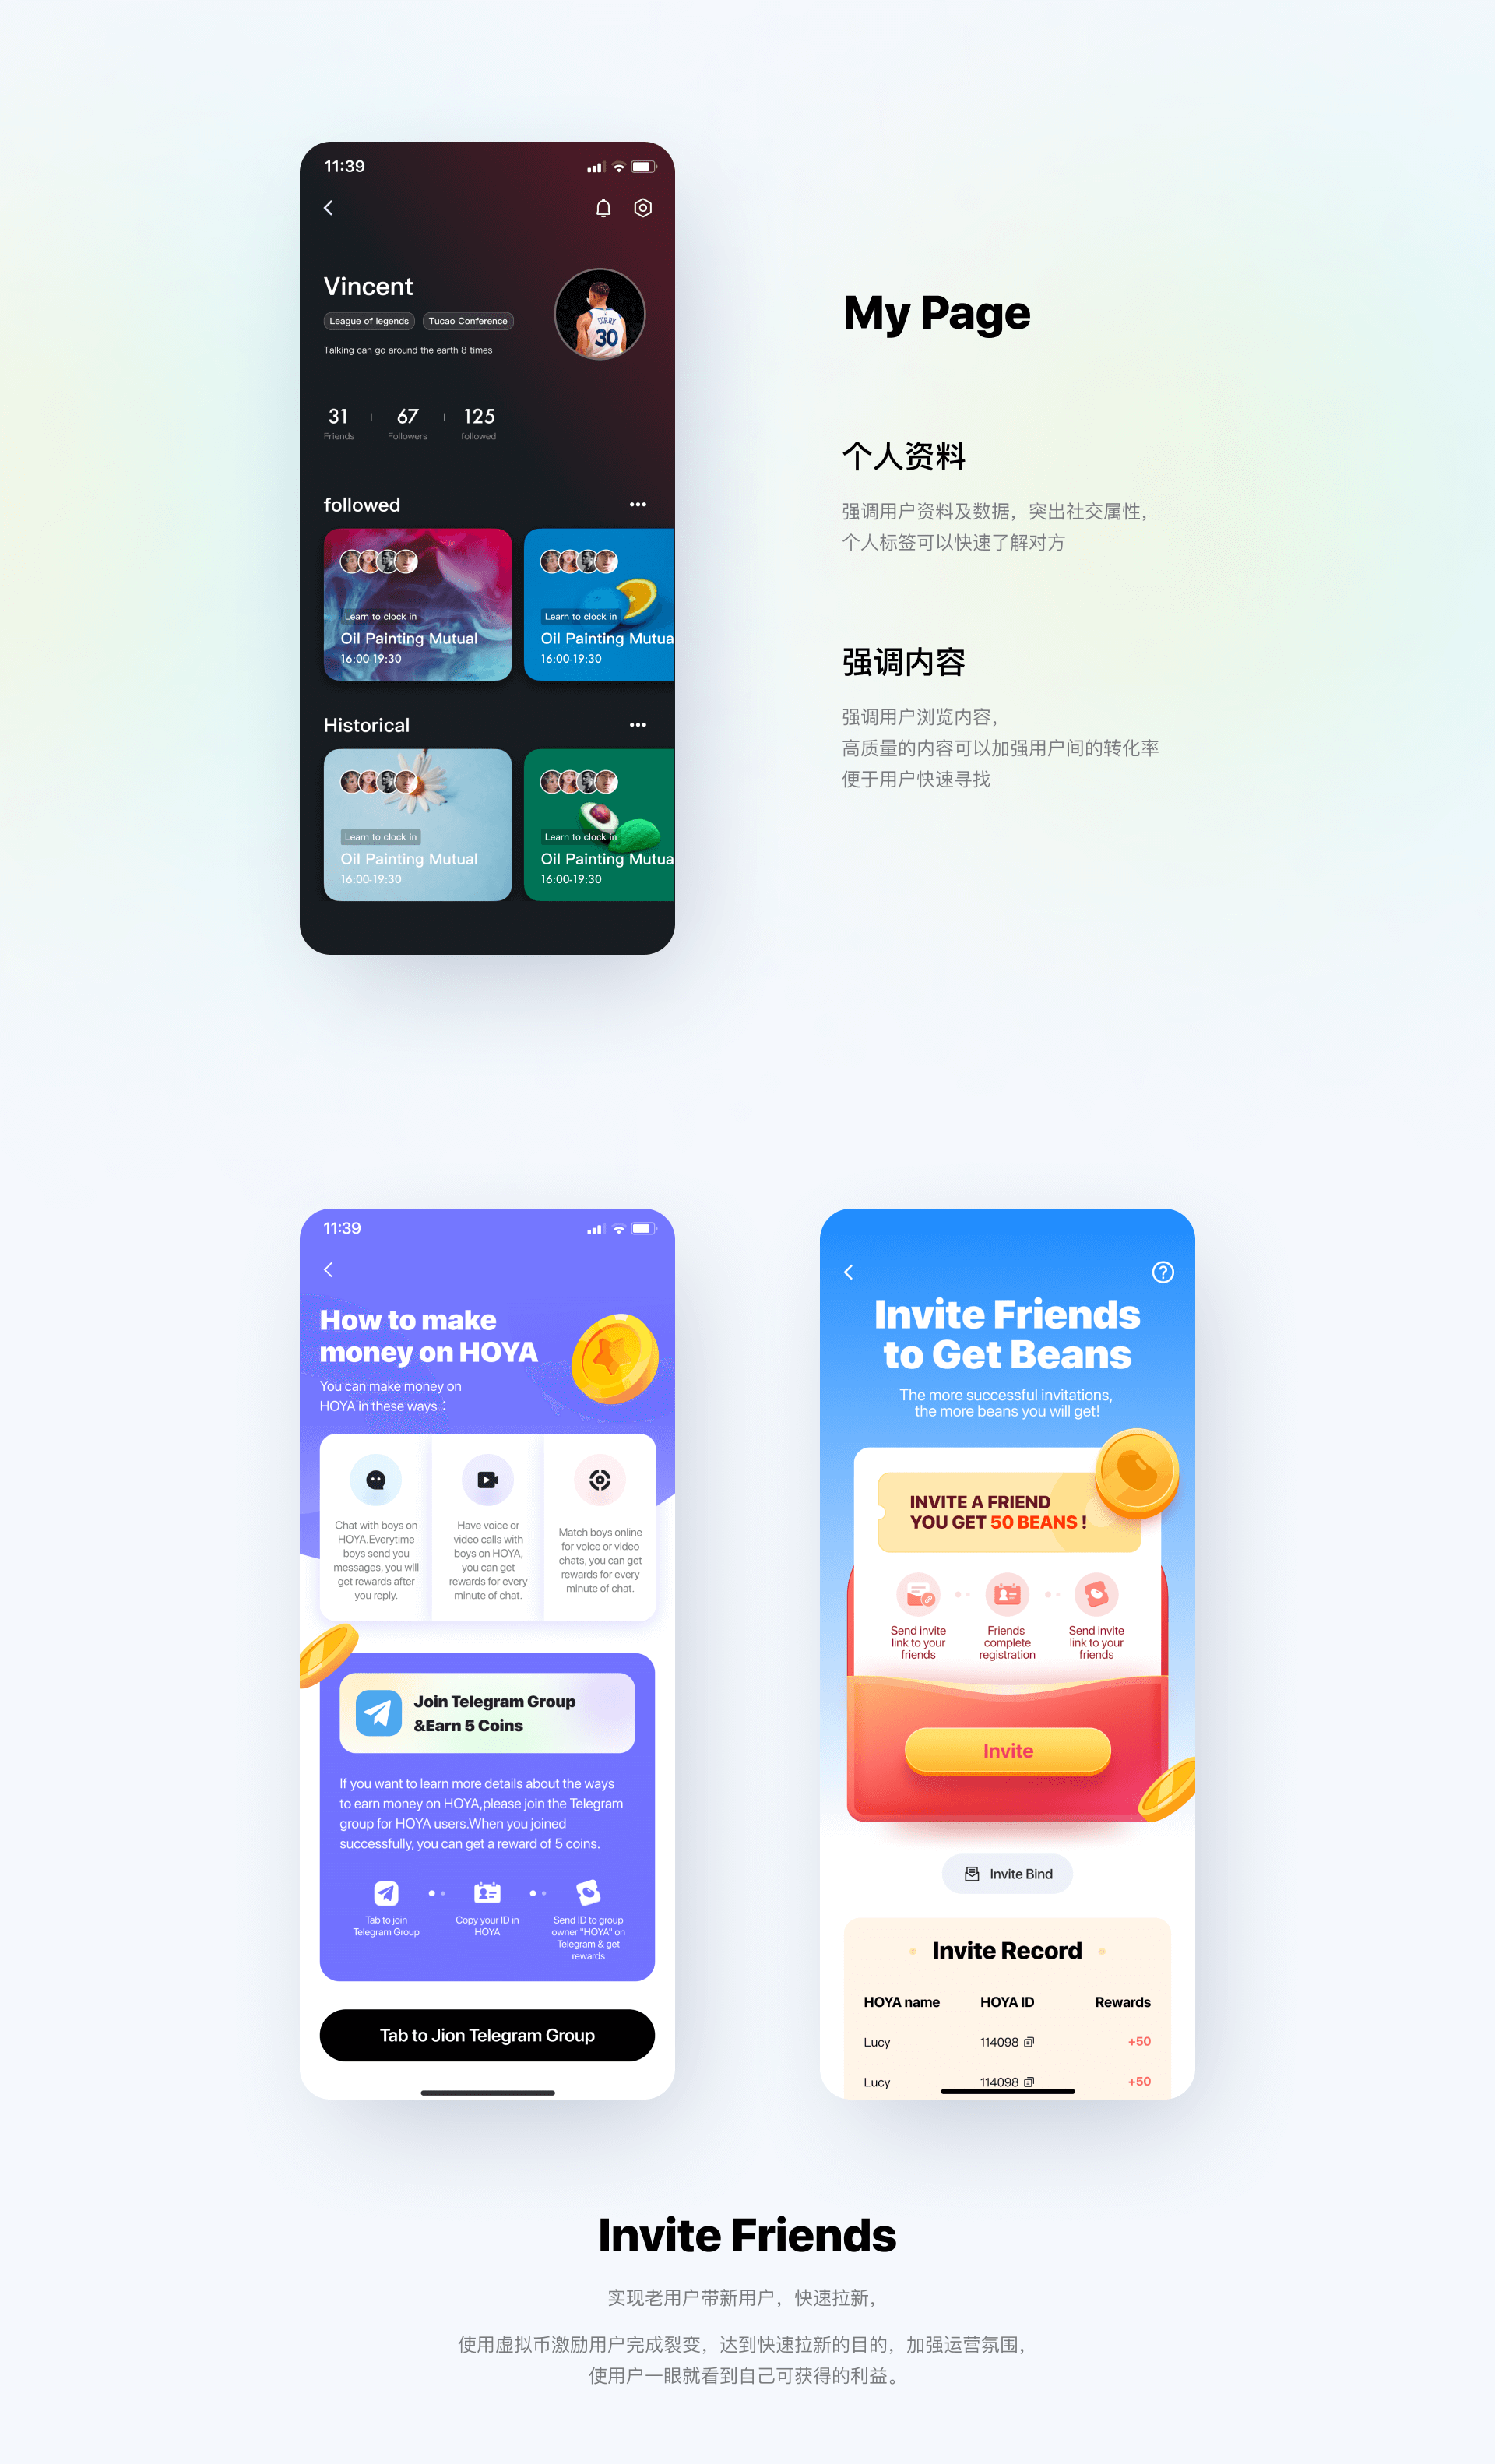 11:39
Vincent
League of legends
Tucao Conference
Talking can go around the earth 8 times
CURRY
30
31
67
125
Friends
Followers
followed
followed
Learn to clock in
Oil Painting Mutual
16:00-19:30
Learn to clock in
Oil Painting Mutua
16:00-19:30
Historical
Learn to clock in
Oil Painting Mutual
16:00-19:30
Learn to clock in
Oil Painting Mutua
16:00-19:30
My Page
个人资料
强调用户资料及数据，突出社交属性，
个人标签可以快速了解对方
强调内容
强调用户浏览内容，
高质量的内容可以加强用户间的转化率
便于用户快速寻找
11:39
How to make
money on HOYA
You can make money on
HOYA in these ways：
Chat with boys on
HOYA.Everytime
boys send you
messages, you will
get rewards after
you reply.
Have voice or
video calls with
boys on HOYA,
you can get
rewards for every
minute of chat.
Match boys online
for voice or video
chats, you can get
rewards for every
minute of chat.
Join Telegram Group
&Earn 5 Coins
If you want to learn more details about the ways
to earn money on HOYA,please join the Telegram
group for HOYA users.When you joined
successfully, you can get a reward of 5 coins.
Tab to join
Telegram Group
Copy your ID in
HOYA
Send ID to group
owner "HOYA" on
Telegram & get
rewards
Tab to Jion Telegram Group
Invite Friends
to Get Beans
The more successful invitations,
the more beans you will get!
INVITE A FRIEND
YOU GET 50 BEANS !
Send invite
link to your
friends
Friends
complete
registration
Send invite
link to your
friends
Invite
Invite Bind
Invite Record
HOYA name
HOYA ID
Rewards
Lucy
114098
+50
Lucy
114098
+50
Invite Friends
实现老用户带新用户，快速拉新，
使用虚拟币激励用户完成裂变，达到快速拉新的目的，加强运营氛围，
使用户一眼就看到自己可获得的利益。